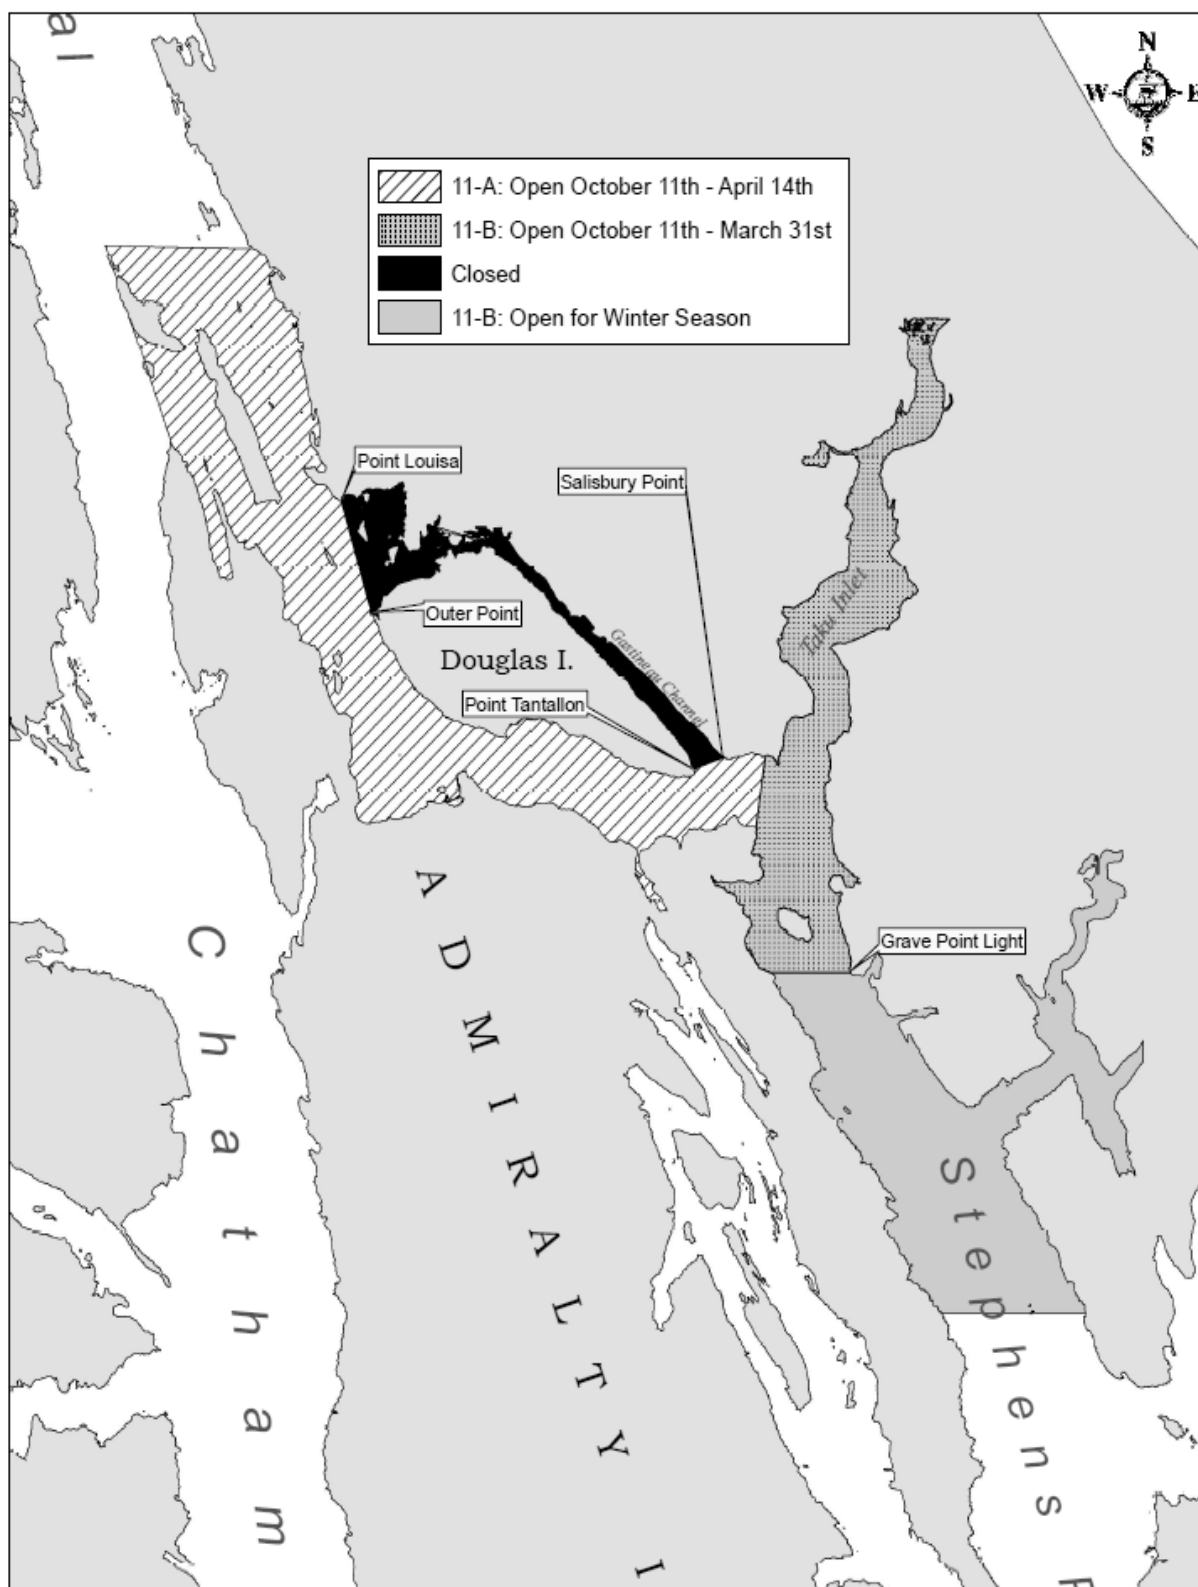 al
N
W E
S
11-A: Open October 11th - April 14th
11-B: Open October 11th - March 31st
Closed
11-B: Open for Winter Season
Point Louisa
Salisbury Point
Outer Point
Taku Inlet
Gastineau Channel
Douglas I.
Point Tantallon
Grave Point Light
Chatham
ADMIRALTY I
Stephens P